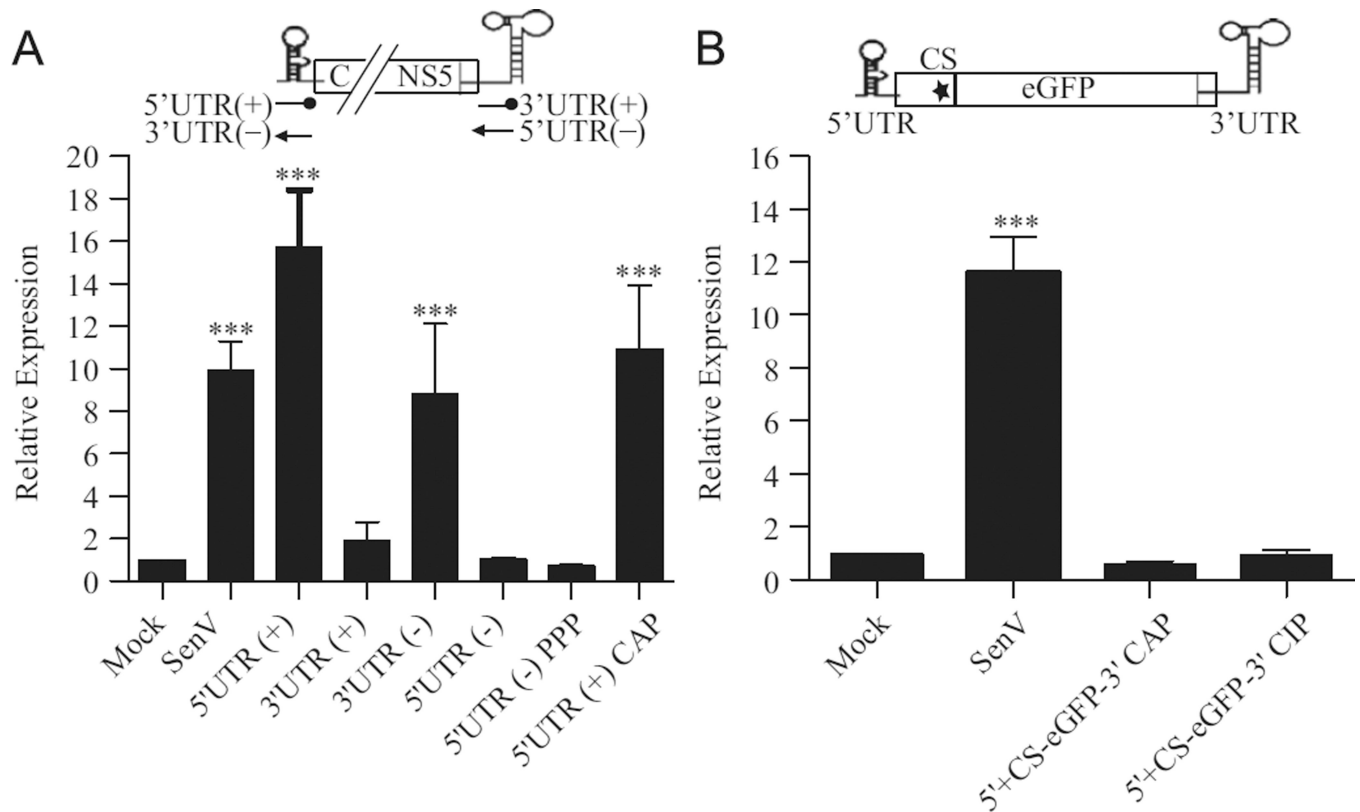 A
C NS5
5’UTR(+) 3’UTR(+)
3’UTR(−) 5’UTR(−)
Relative Expression
20
18
16
14
12
10
8
6
4
2
0
***
***
***
***
Mock
SenV
5'UTR (+)
3'UTR (+)
3'UTR (-)
5'UTR (-)
5'UTR (-) PPP
5'UTR (+) CAP
B
CS
eGFP
5’UTR 3’UTR
Relative Expression
16
14
12
10
8
6
4
2
0
***
Mock
SenV
5'+CS-eGFP-3' CAP
5'+CS-eGFP-3' CIP